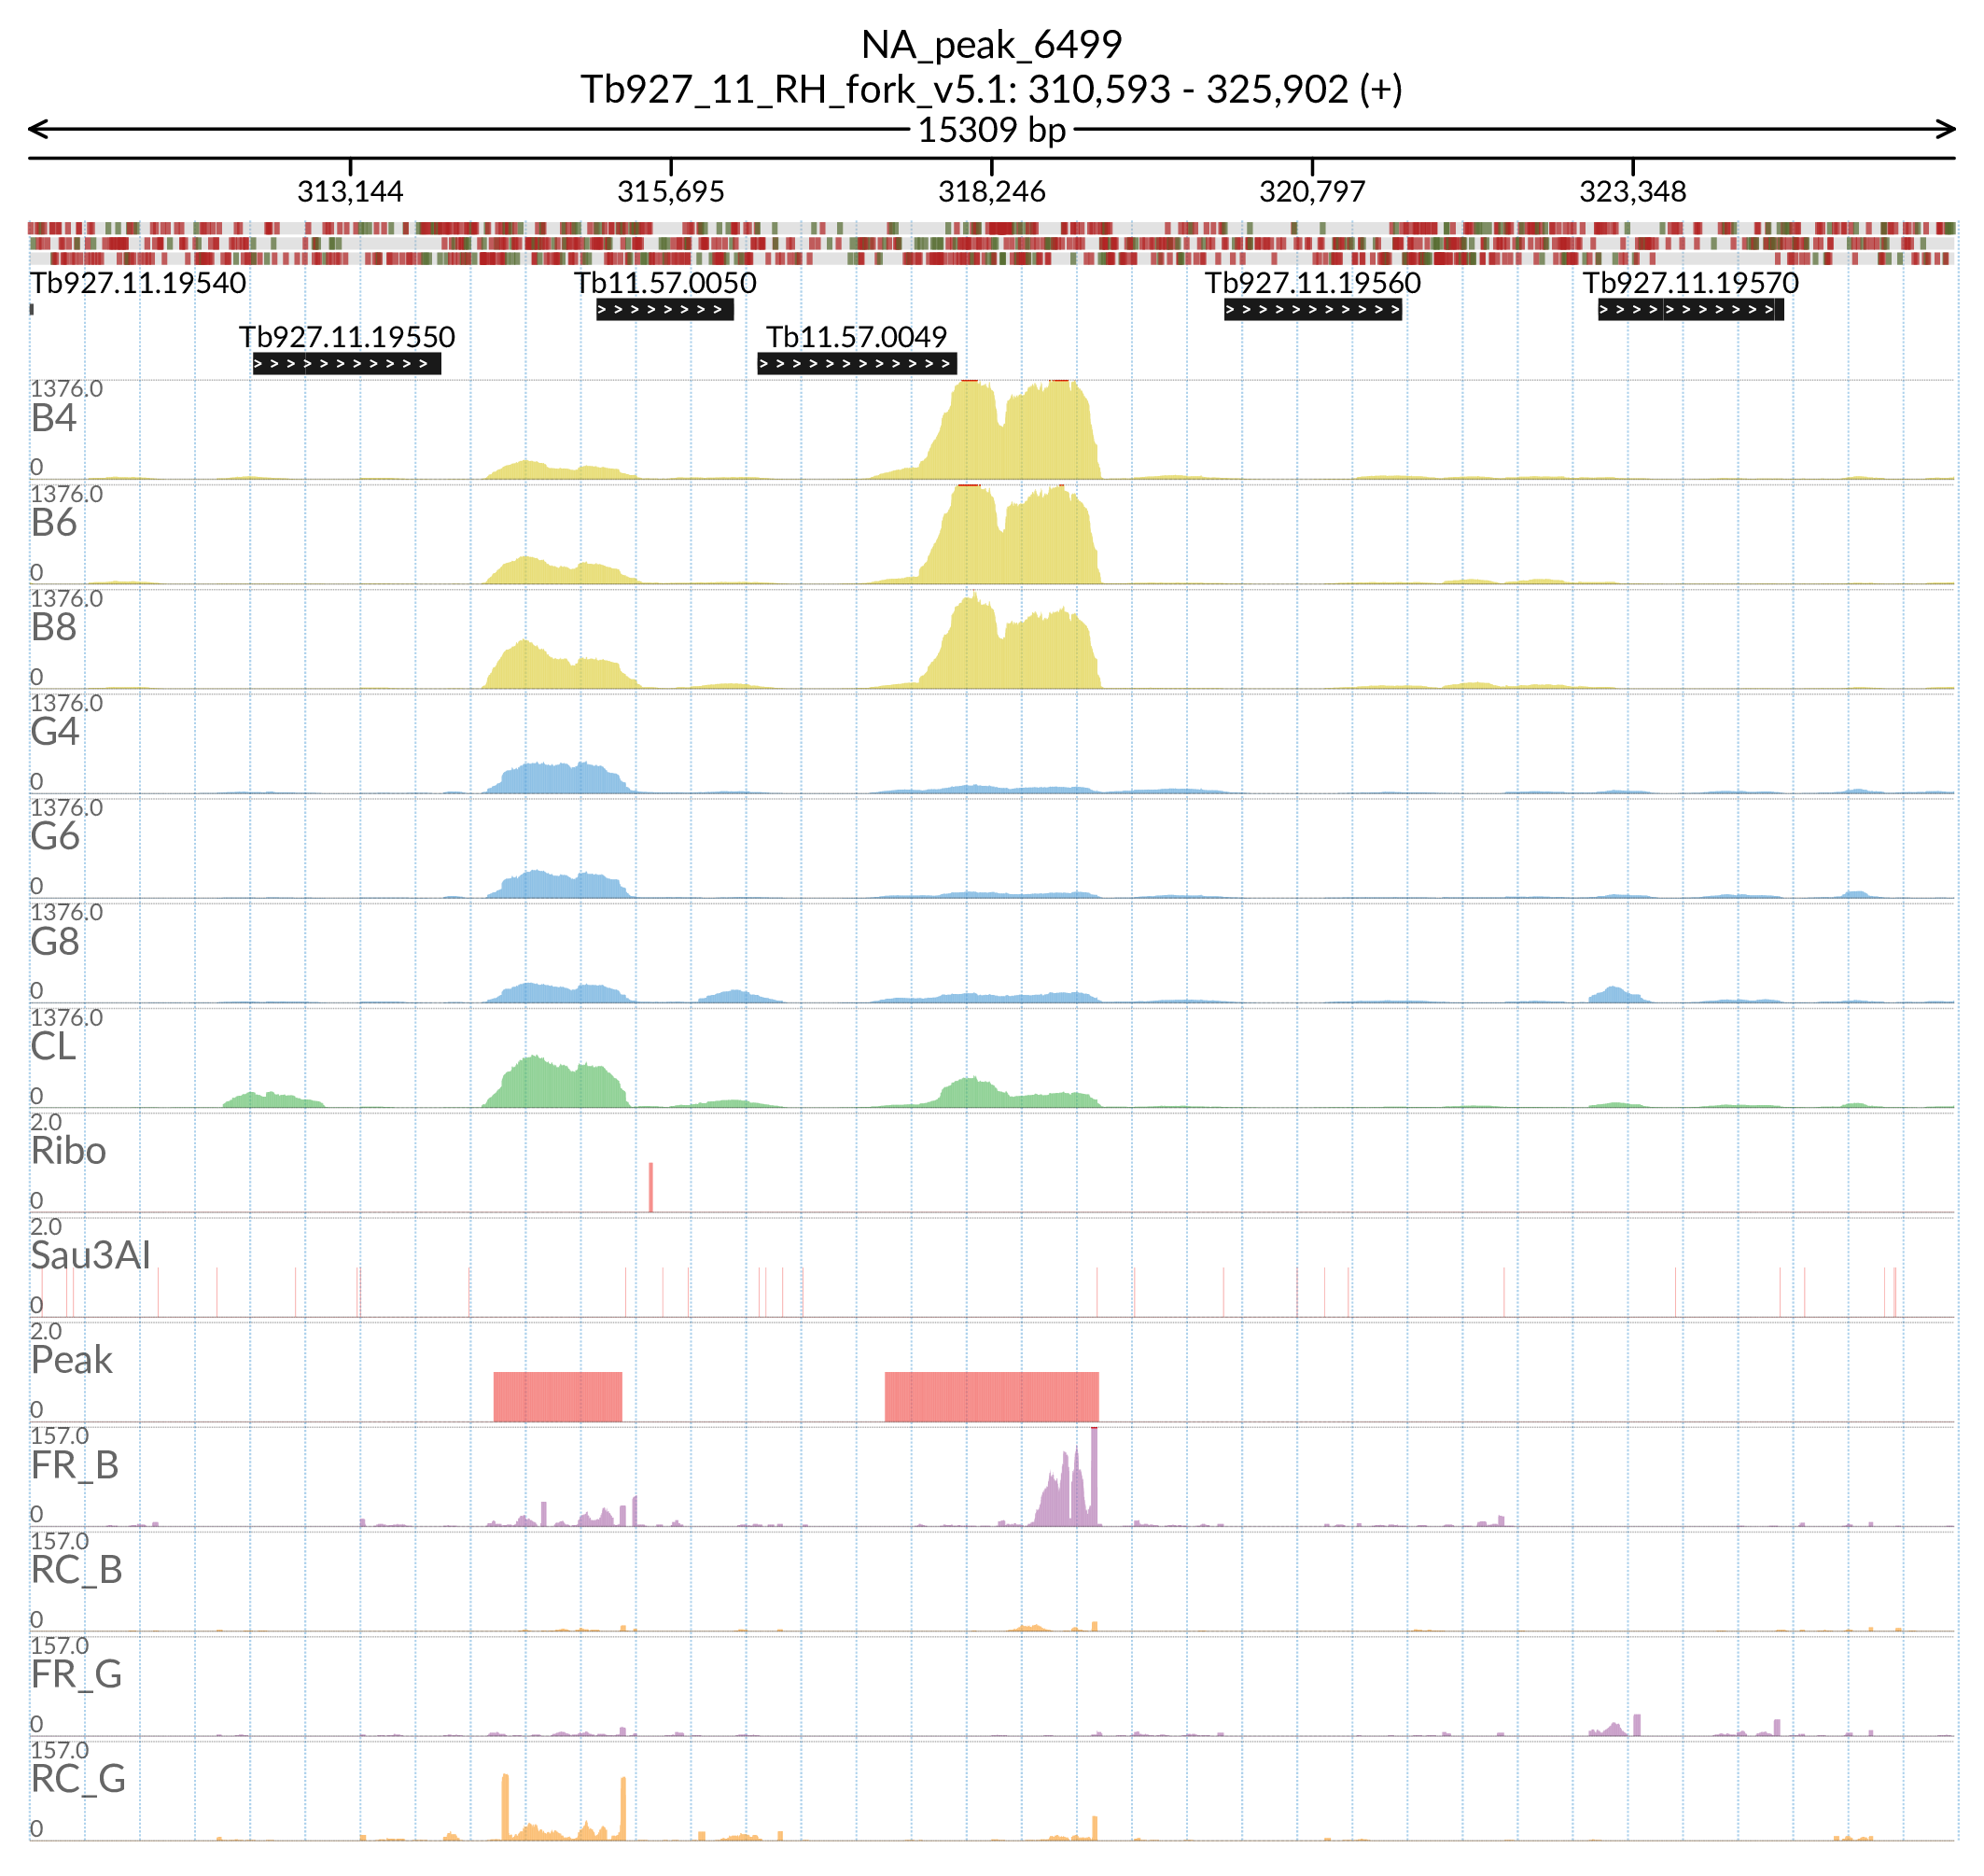 NA_peak_6499
Tb927_11_RH_fork_v5.1: 310,593 - 325,902 (+)
15309 bp
313,144 315,695 318,246 320,797 323,348
Tb927.11.19540 Tb11.57.0050 Tb927.11.19560 Tb927.11.19570
Tb927.11.19550 Tb11.57.0049
1376.0
B4
0
1376.0
B6
0
1376.0
B8
0
1376.0
G4
0
1376.0
G6
0
1376.0
G8
0
1376.0
CL
0
2.0
Ribo
0
2.0
Sau3AI
0
2.0
Peak
0
157.0
FR_B
0
157.0
RC_B
0
157.0
FR_G
0
157.0
RC_G
0